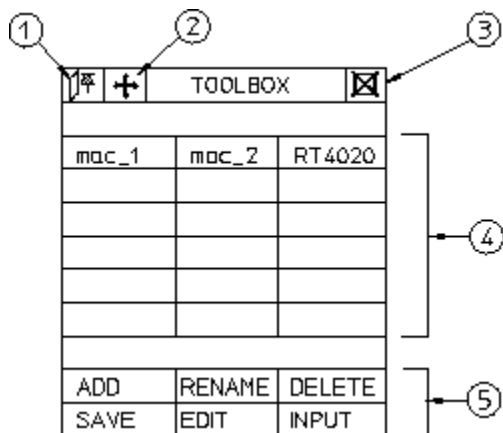 1 2 3
TOOLBOX
mac_1 mac_2 RT4020
4
ADD RENAME DELETE
5
SAVE EDIT INPUT